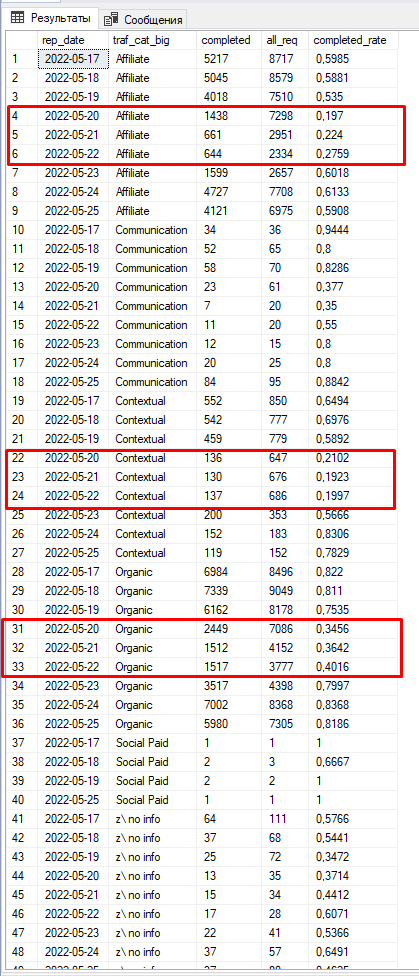 Результаты Сообщения
rep_date traf_cat_big completed all_req completed_rate
1 2022-05-17 Affiliate 5217 8717 0,5985
2 2022-05-18 Affiliate 5045 8579 0,5881
3 2022-05-19 Affiliate 4018 7510 0,535
4 2022-05-20 Affiliate 1438 7298 0,197
5 2022-05-21 Affiliate 661 2951 0,224
6 2022-05-22 Affiliate 644 2334 0,2759
7 2022-05-23 Affiliate 1599 2657 0,6018
8 2022-05-24 Affiliate 4727 7708 0,6133
9 2022-05-25 Affiliate 4121 6975 0,5908
10 2022-05-17 Communication 34 36 0,9444
11 2022-05-18 Communication 52 65 0,8
12 2022-05-19 Communication 58 70 0,8286
13 2022-05-20 Communication 23 61 0,377
14 2022-05-21 Communication 7 20 0,35
15 2022-05-22 Communication 11 20 0,55
16 2022-05-23 Communication 12 15 0,8
17 2022-05-24 Communication 20 25 0,8
18 2022-05-25 Communication 84 95 0,8842
19 2022-05-17 Contextual 552 850 0,6494
20 2022-05-18 Contextual 542 777 0,6976
21 2022-05-19 Contextual 459 779 0,5892
22 2022-05-20 Contextual 136 647 0,2102
23 2022-05-21 Contextual 130 676 0,1923
24 2022-05-22 Contextual 137 686 0,1997
25 2022-05-23 Contextual 200 353 0,5666
26 2022-05-24 Contextual 152 183 0,8306
27 2022-05-25 Contextual 119 152 0,7829
28 2022-05-17 Organic 6984 8496 0,822
29 2022-05-18 Organic 7339 9049 0,811
30 2022-05-19 Organic 6162 8178 0,7535
31 2022-05-20 Organic 2449 7086 0,3456
32 2022-05-21 Organic 1512 4152 0,3642
33 2022-05-22 Organic 1517 3777 0,4016
34 2022-05-23 Organic 3517 4398 0,7997
35 2022-05-24 Organic 7002 8368 0,8368
36 2022-05-25 Organic 5980 7305 0,8186
37 2022-05-17 Social Paid 1 1 1
38 2022-05-18 Social Paid 2 3 0,6667
39 2022-05-19 Social Paid 2 2 1
40 2022-05-25 Social Paid 1 1 1
41 2022-05-17 z\ no info 64 111 0,5766
42 2022-05-18 z\ no info 37 68 0,5441
43 2022-05-19 z\ no info 25 72 0,3472
44 2022-05-20 z\ no info 13 35 0,3714
45 2022-05-21 z\ no info 15 34 0,4412
46 2022-05-22 z\ no info 17 28 0,6071
47 2022-05-23 z\ no info 22 41 0,5366
48 2022-05-24 z\ no info 37 57 0,6491